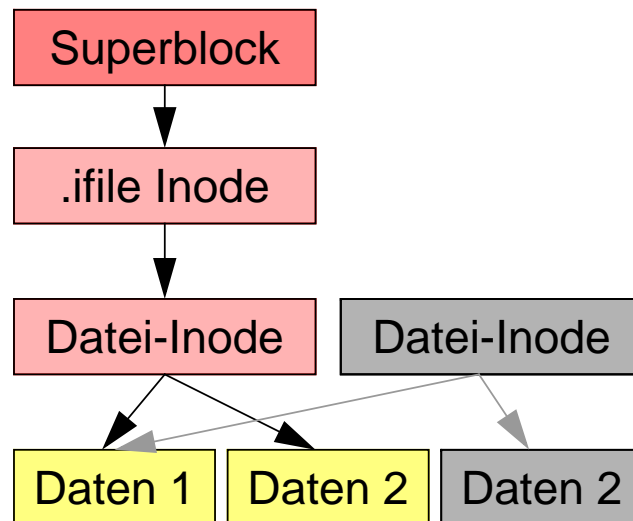 Superblock
.ifile Inode
Datei-Inode
Datei-Inode
Daten 1
Daten 2
Daten 2